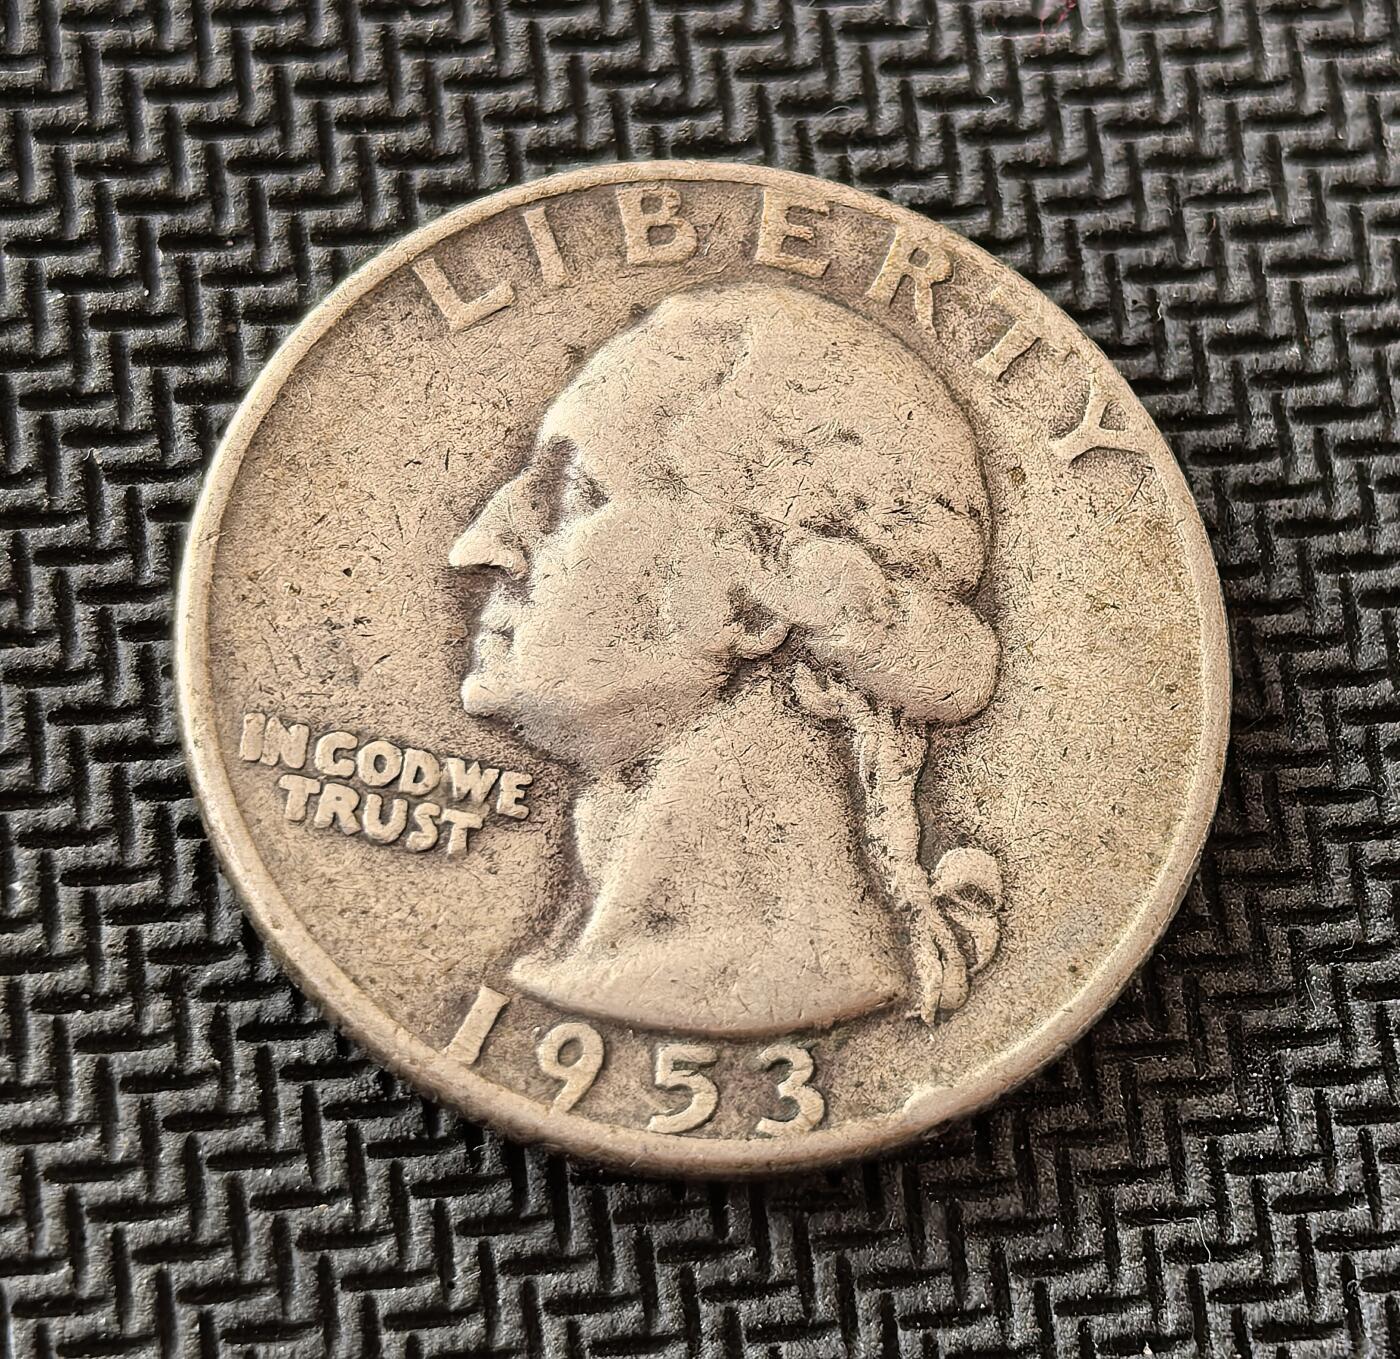 LIBERTY
IN GOD WE
TRUST
1953